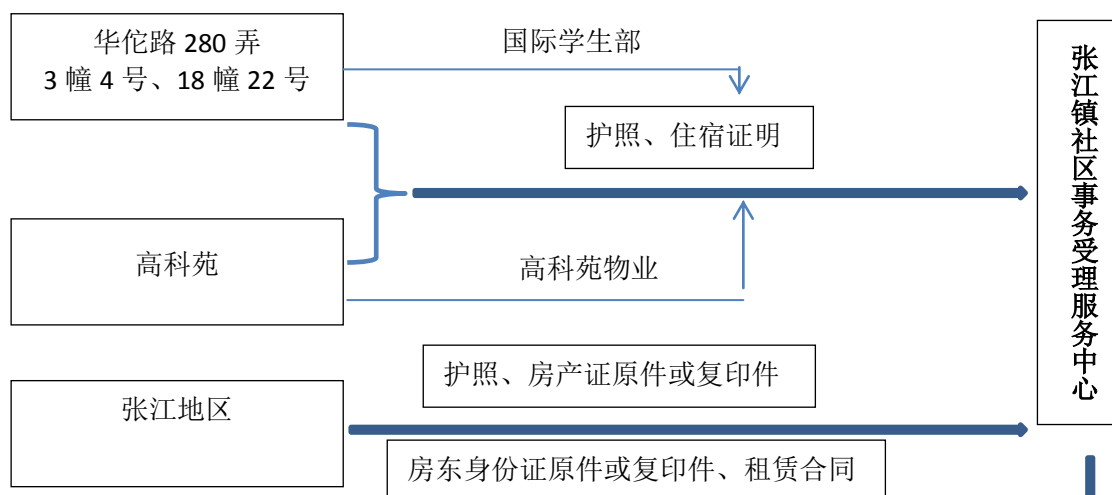 华佗路 280 弄
3 幢 4 号、18 幢 22 号
国际学生部
护照、住宿证明
高科苑
高科苑物业
护照、房产证原件或复印件
张江地区
房东身份证原件或复印件、租赁合同
张江镇社区事务受理服务中心